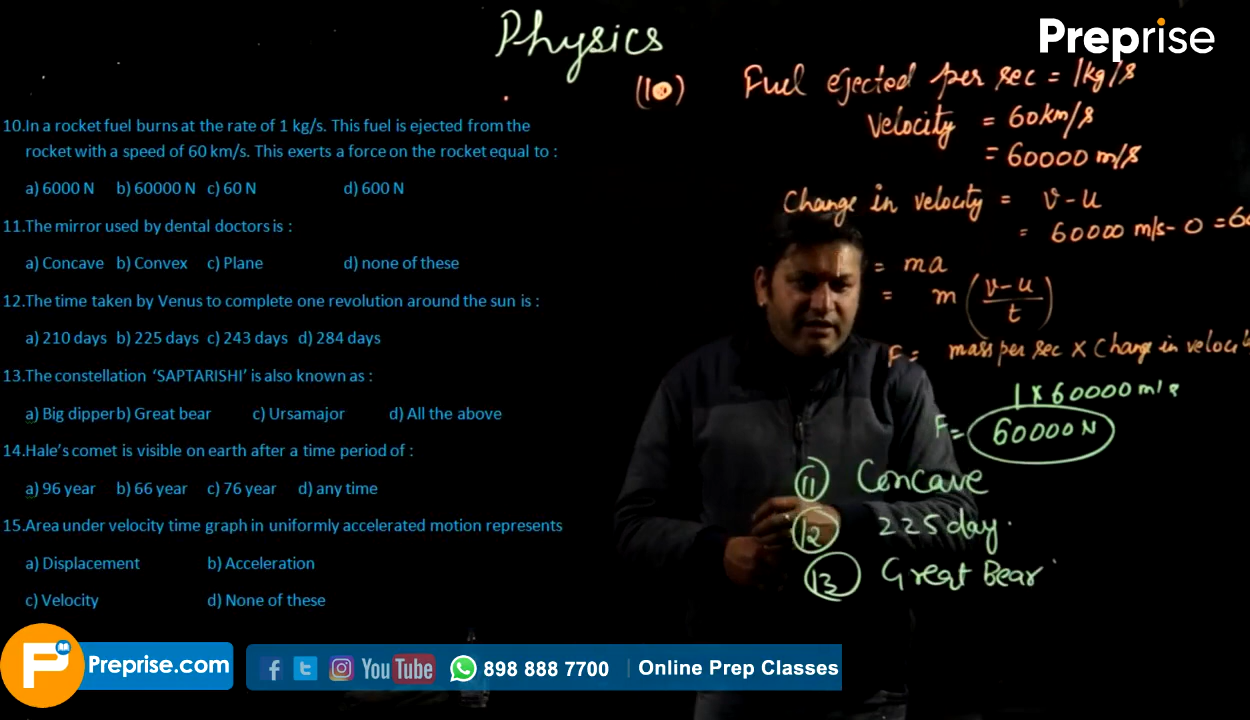 Physics
Preprise
10.In a rocket fuel burns at the rate of 1 kg/s. This fuel is ejected from the
rocket with a speed of 60 km/s. This exerts a force on the rocket equal to :
a) 6000 N b) 60000 N c) 60 N d) 600 N
11.The mirror used by dental doctors is :
a) Concave b) Convex c) Plane d) none of these
12.The time taken by Venus to complete one revolution around the sun is :
a) 210 days b) 225 days c) 243 days d) 284 days
13.The constellation ‘SAPTARISHI’ is also known as :
a) Big dipper b) Great bear c) Ursamajor d) All the above
14.Hale’s comet is visible on earth after a time period of :
a) 96 year b) 66 year c) 76 year d) any time
15.Area under velocity time graph in uniformly accelerated motion represents
a) Displacement b) Acceleration
c) Velocity d) None of these
(10) Fuel ejected per sec = 1kg/s
Velocity = 60km/s
= 60000 m/s
Change in velocity = v - u
= 60000 m/s - 0 = 60
= ma
= m (v-u/t)
F = mass per sec x Change in veloci
1 x 60000 m/s
F = 60000 N
11 Concave
12 225 day.
13 Great Bear
Preprise.com
YouTube 898 888 7700 | Online Prep Classes